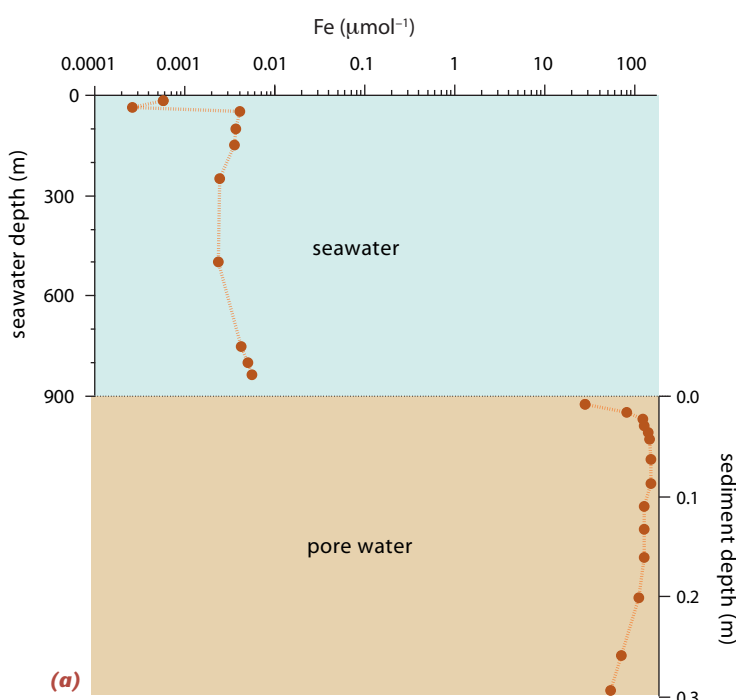 Fe (μmol⁻¹)
0.0001 0.001 0.01 0.1 1 10 100
0
300
600
900
seawater depth (m)
seawater
0.0
0.1
0.2
0.3
sediment depth (m)
pore water
(a)